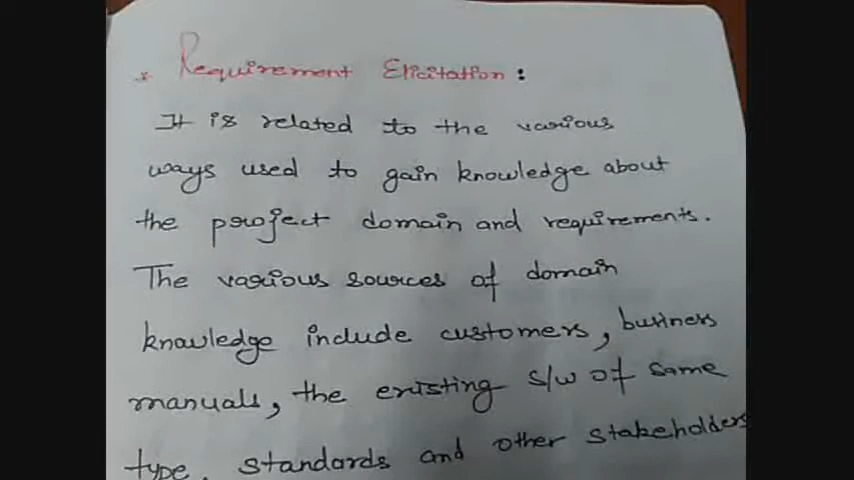 * Requirement Elicitation :
It is related to the various
ways used to gain knowledge about
the project domain and requirements.
The various sources of domain
knowledge include customers, business
manuals, the existing s/w of same
type, standards and other stakeholders